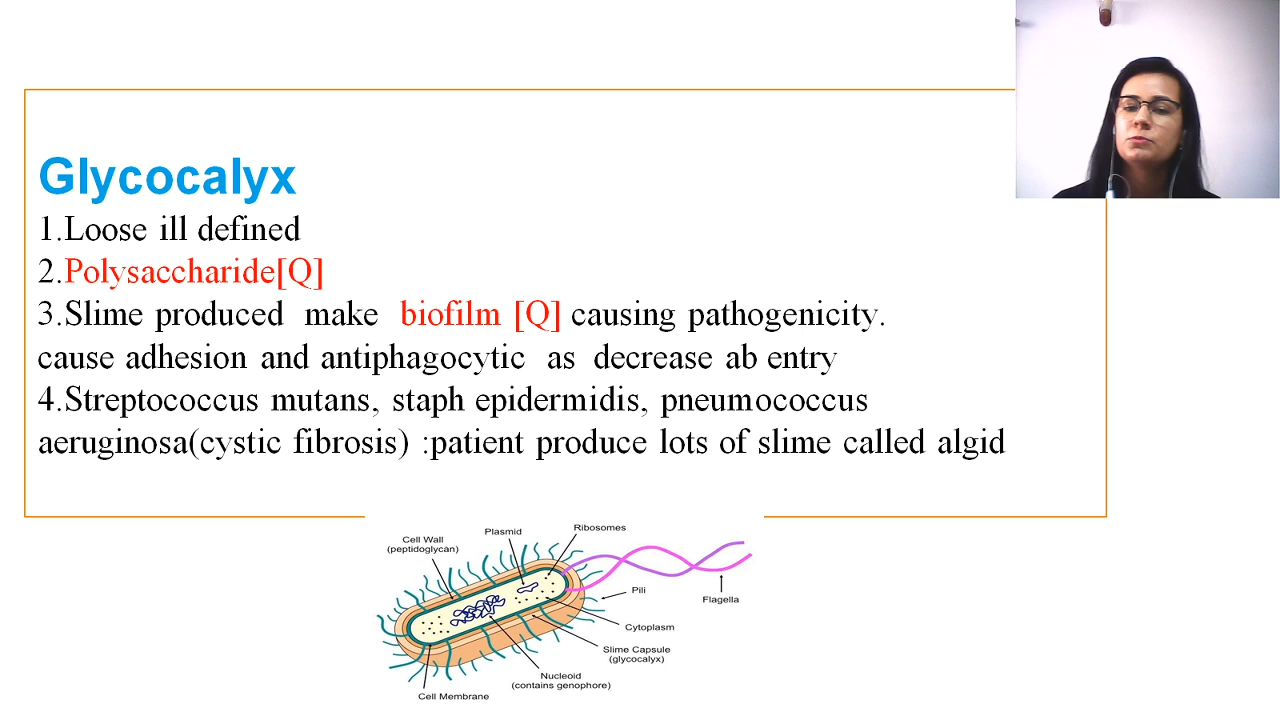 Glycocalyx
1.Loose ill defined
2.Polysaccharide[Q]
3.Slime produced make biofilm [Q] causing pathogenicity.
cause adhesion and antiphagocytic as decrease ab entry
4.Streptococcus mutans, staph epidermidis, pneumococcus
aeruginosa(cystic fibrosis) :patient produce lots of slime called algid
Plasmid
Ribosomes
Cell Wall
(peptidoglycan)
Pili
Flagella
Cytoplasm
Slime Capsule
(glycocalyx)
Nucleoid
(contains genophore)
Cell Membrane